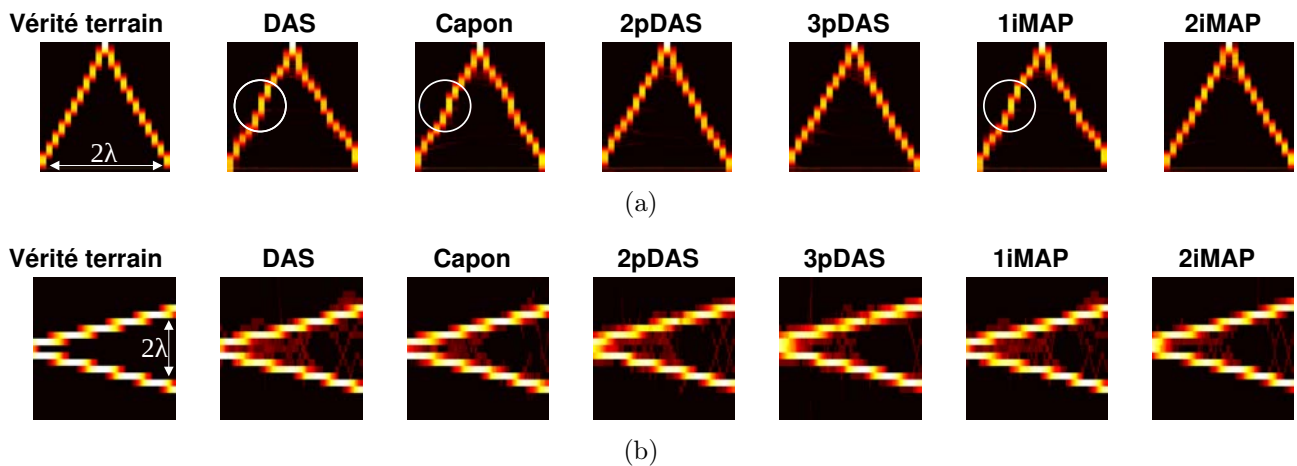 Vérité terrain DAS Capon 2pDAS 3pDAS 1iMAP 2iMAP
2λ
(a)
Vérité terrain DAS Capon 2pDAS 3pDAS 1iMAP 2iMAP
2λ
(b)